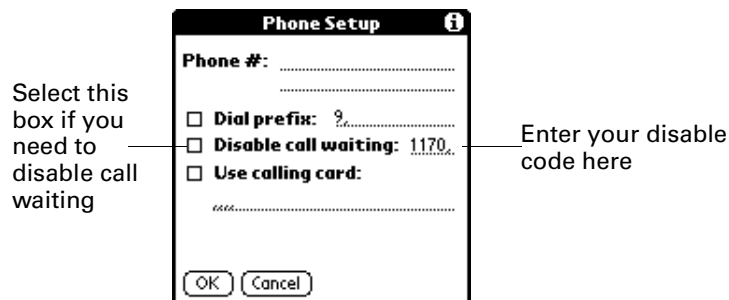 Phone Setup
i
Phone #:
Select this
box if you
need to
disable call
waiting
Dial prefix: 9,
Disable call waiting: 1170,
Use calling card:
,,,,
Enter your disable
code here
OK Cancel